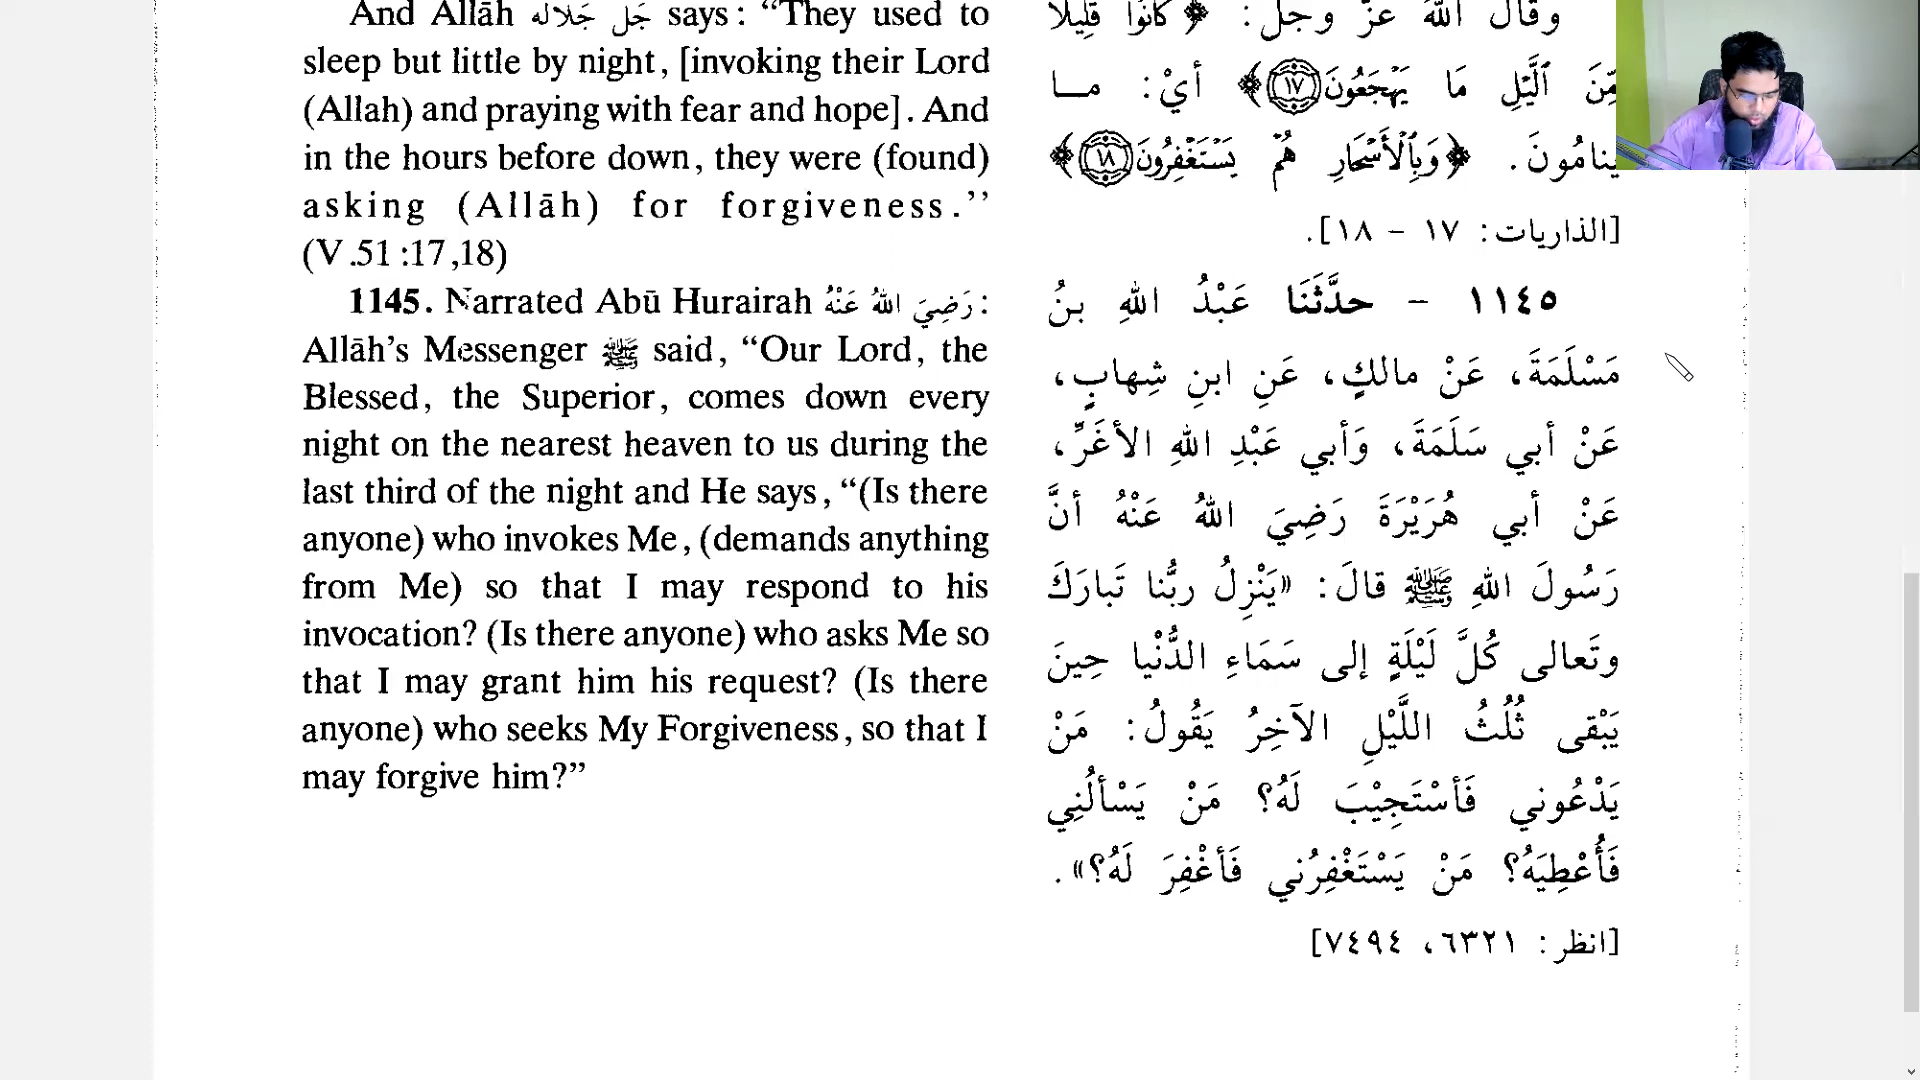 And Allāh جَلَّ جَلَالُه says: “They used to
sleep but little by night, [invoking their Lord
(Allah) and praying with fear and hope]. And
in the hours before down, they were (found)
asking (Allāh) for forgiveness.’’
(V.51:17,18)
1145. Narrated Abū Hurairah رَضِيَ اللهُ عَنْهُ:
Allāh’s Messenger ﷺ said, “Our Lord, the
Blessed, the Superior, comes down every
night on the nearest heaven to us during the
last third of the night and He says, “(Is there
anyone) who invokes Me, (demands anything
from Me) so that I may respond to his
invocation? (Is there anyone) who asks Me so
that I may grant him his request? (Is there
anyone) who seeks My Forgiveness, so that I
may forgive him?”
وقال اللهُ عزَّ وجلَّ: ﴿كَانُوا۟ قَلِيلًا
مِّنَ ٱلَّيْلِ مَا يَهْجَعُونَ ١٧﴾ أيْ: مـا
ينامُونَ. ﴿وَبِٱلْأَسْحَارِ هُمْ يَسْتَغْفِرُونَ ١٨﴾
[الذاريات: ١٧ – ١٨].
١١٤٥ – حدَّثَنَا عَبْدُ اللهِ بنُ
مَسْلَمَةَ، عَنْ مالكٍ، عَنِ ابنِ شِهابٍ،
عَنْ أبي سَلَمَةَ، وَأبي عَبْدِ اللهِ الأغَرِّ،
عَنْ أبي هُرَيْرَةَ رَضِيَ اللهُ عَنْهُ أنَّ
رَسُولَ اللهِ ﷺ قالَ: «يَنْزِلُ ربُّنا تَبارَكَ
وتَعالى كُلَّ لَيْلَةٍ إلى سَمَاءِ الدُّنْيا حِينَ
يَبْقى ثُلُثُ اللَّيْلِ الآخِرُ يَقُولُ: مَنْ
يَدْعُوني فَأسْتَجِيْبَ لَهُ؟ مَنْ يَسْألُنِي
فَأُعْطِيَهُ؟ مَنْ يَسْتَغْفِرُني فَأغْفِرَ لَهُ؟».
[انظر: ٦٣٢١، ٧٤٩٤]